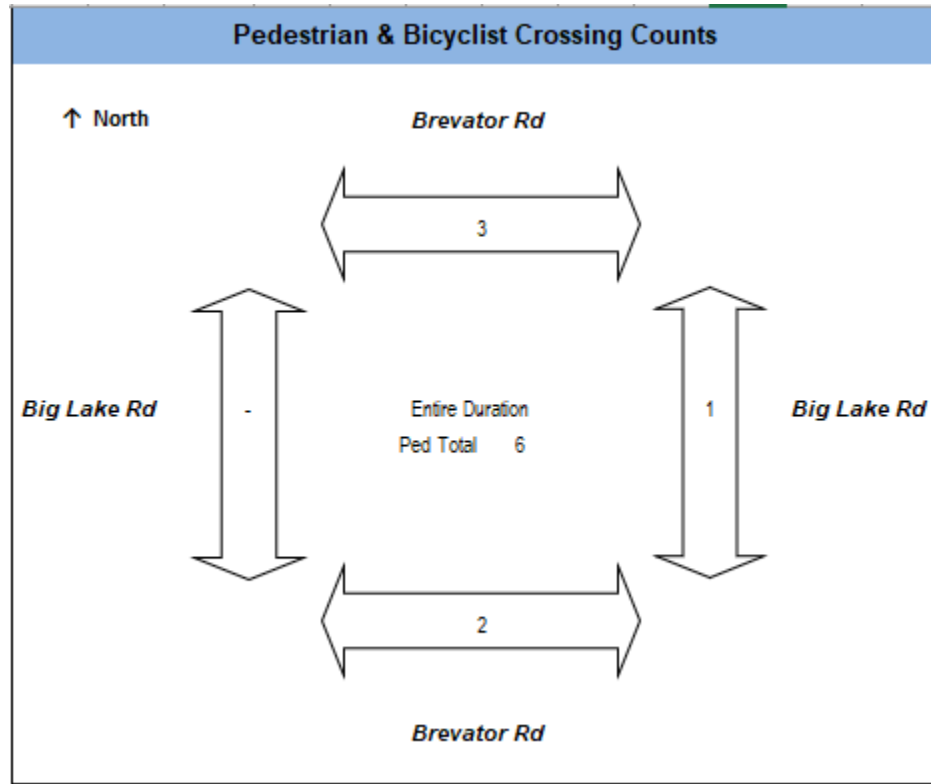 Pedestrian & Bicyclist Crossing Counts
↑ North
Brevator Rd
3
Big Lake Rd
-
Entire Duration
Ped Total 6
1
Big Lake Rd
2
Brevator Rd